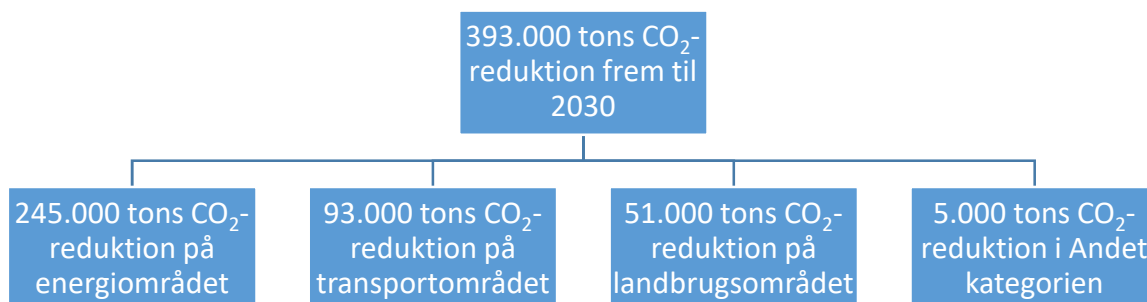 393.000 tons CO₂-
reduktion frem til
2030
245.000 tons CO₂-
reduktion på
energiområdet
93.000 tons CO₂-
reduktion på
transportområdet
51.000 tons CO₂-
reduktion på
landbrugsområdet
5.000 tons CO₂-
reduktion i Andet
kategorien